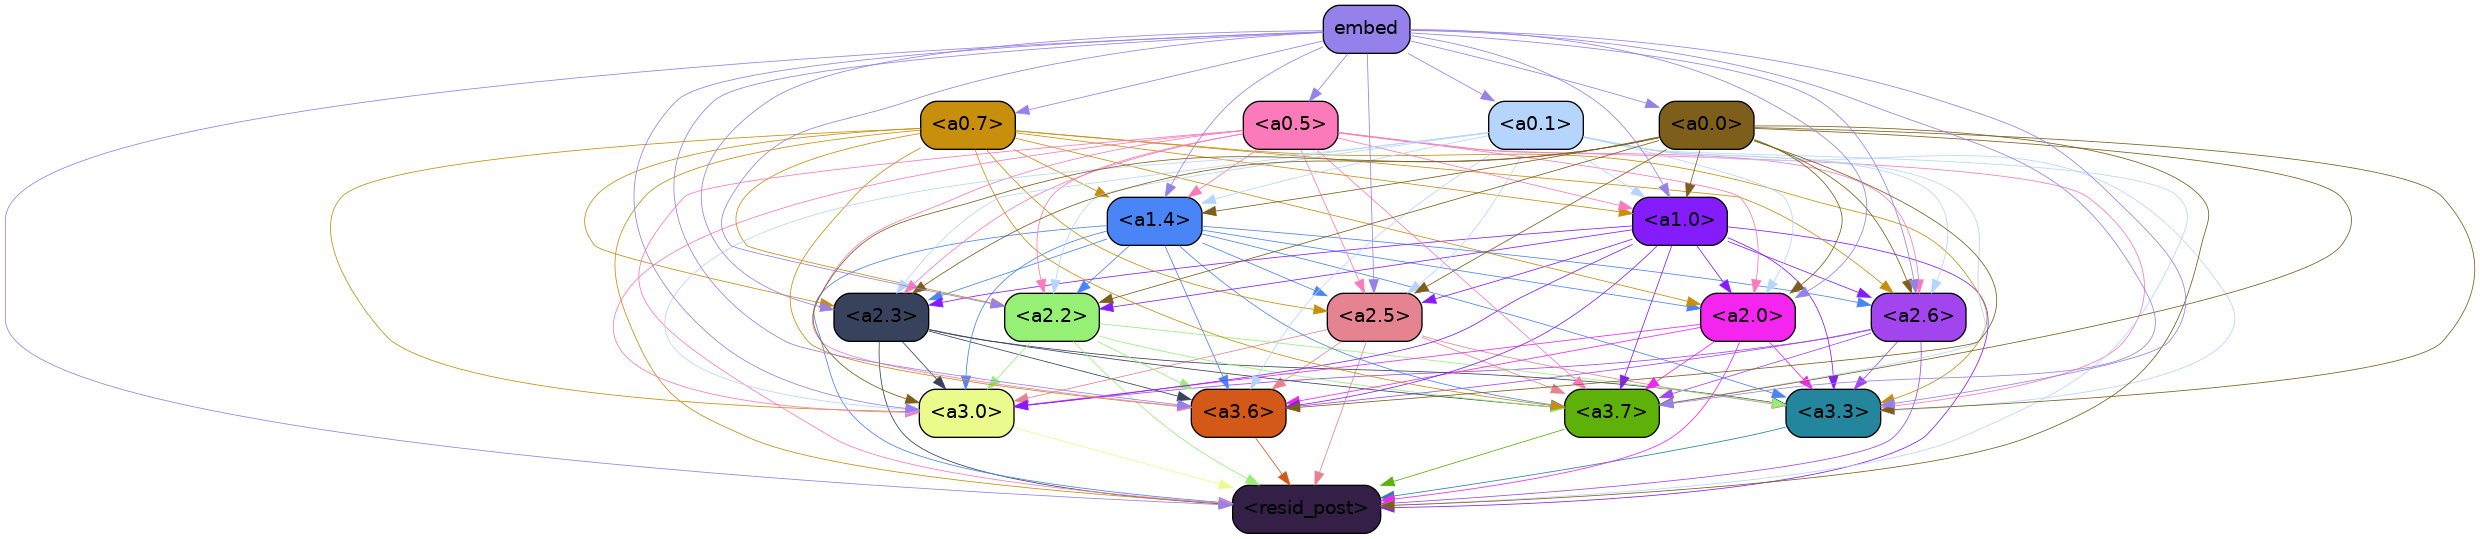 embed
<a0.7>
<a0.5>
<a0.1>
<a0.0>
<a1.4>
<a1.0>
<a2.3>
<a2.2>
<a2.5>
<a2.0>
<a2.6>
<a3.0>
<a3.6>
<a3.7>
<a3.3>
<resid_post>